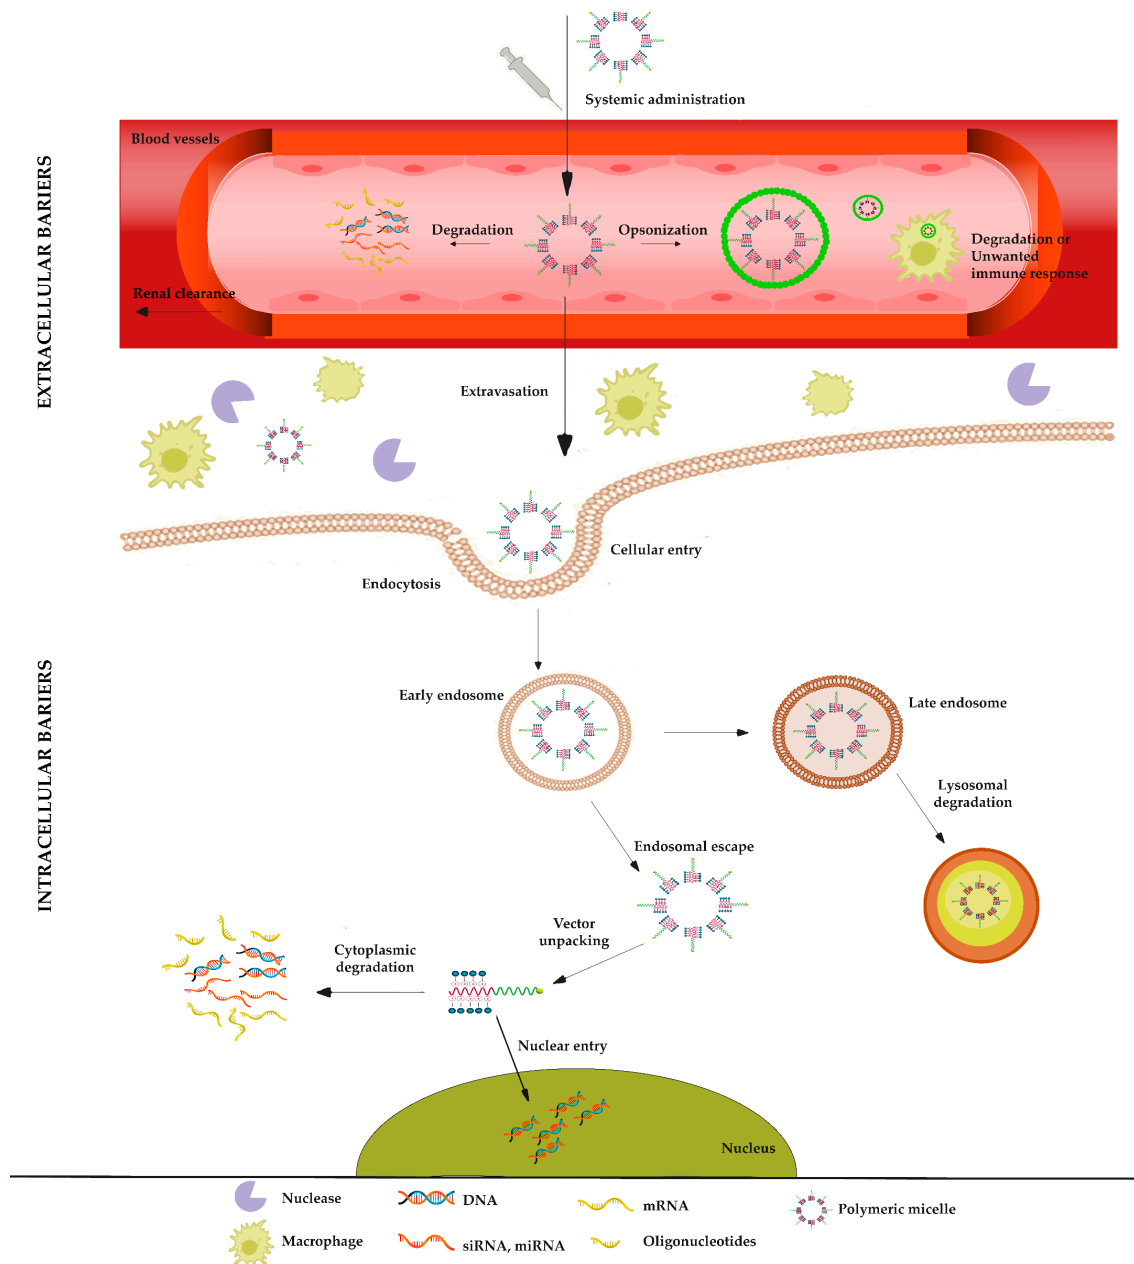 Systemic administration
Blood vessels
Degradation
Opsonization
Degradation or
Unwanted
immune response
Renal clearance
EXTRACELLULAR BARIERS
Extravasation
Cellular entry
Endocytosis
INTRACELLULAR BARIERS
Early endosome
Late endosome
Lysosomal
degradation
Endosomal escape
Vector
unpacking
Cytoplasmic
degradation
Nuclear entry
Nucleus
Nuclease
DNA
mRNA
Polymeric micelle
Macrophage
siRNA, miRNA
Oligonucleotides